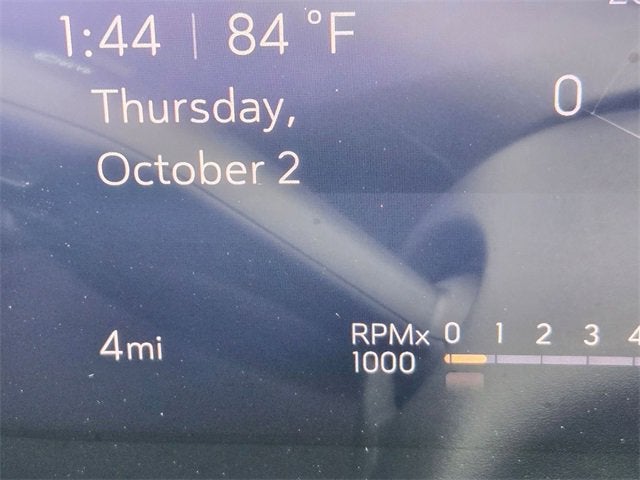 1:44 | 84 °F
Thursday,
October 2
0
4mi
RPMx
1000
0 1 2 3 4